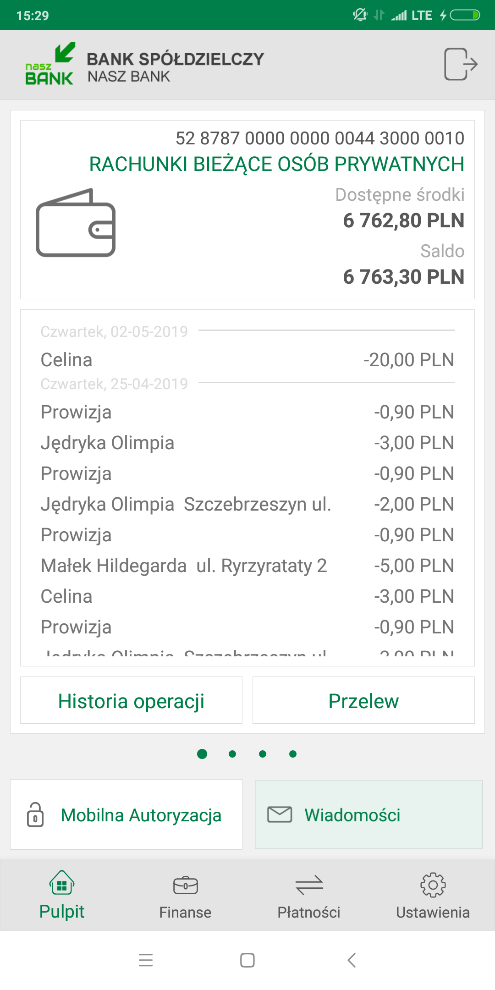 15:29 LTE
nasz BANK
BANK SPÓŁDZIELCZY
NASZ BANK
52 8787 0000 0000 0044 3000 0010
RACHUNKI BIEŻĄCE OSÓB PRYWATNYCH
Dostępne środki
6 762,80 PLN
Saldo
6 763,30 PLN
Czwartek, 02-05-2019
Celina -20,00 PLN
Czwartek, 25-04-2019
Prowizja -0,90 PLN
Jędryka Olimpia -3,00 PLN
Prowizja -0,90 PLN
Jędryka Olimpia Szczebrzeszyn ul. -2,00 PLN
Prowizja -0,90 PLN
Małek Hildegarda ul. Ryrzyrataty 2 -5,00 PLN
Celina -3,00 PLN
Prowizja -0,90 PLN
Jędryka Olimpia Szczebrzeszyn ul.
Historia operacji Przelew
Mobilna Autoryzacja Wiadomości
Pulpit Finanse Płatności Ustawienia